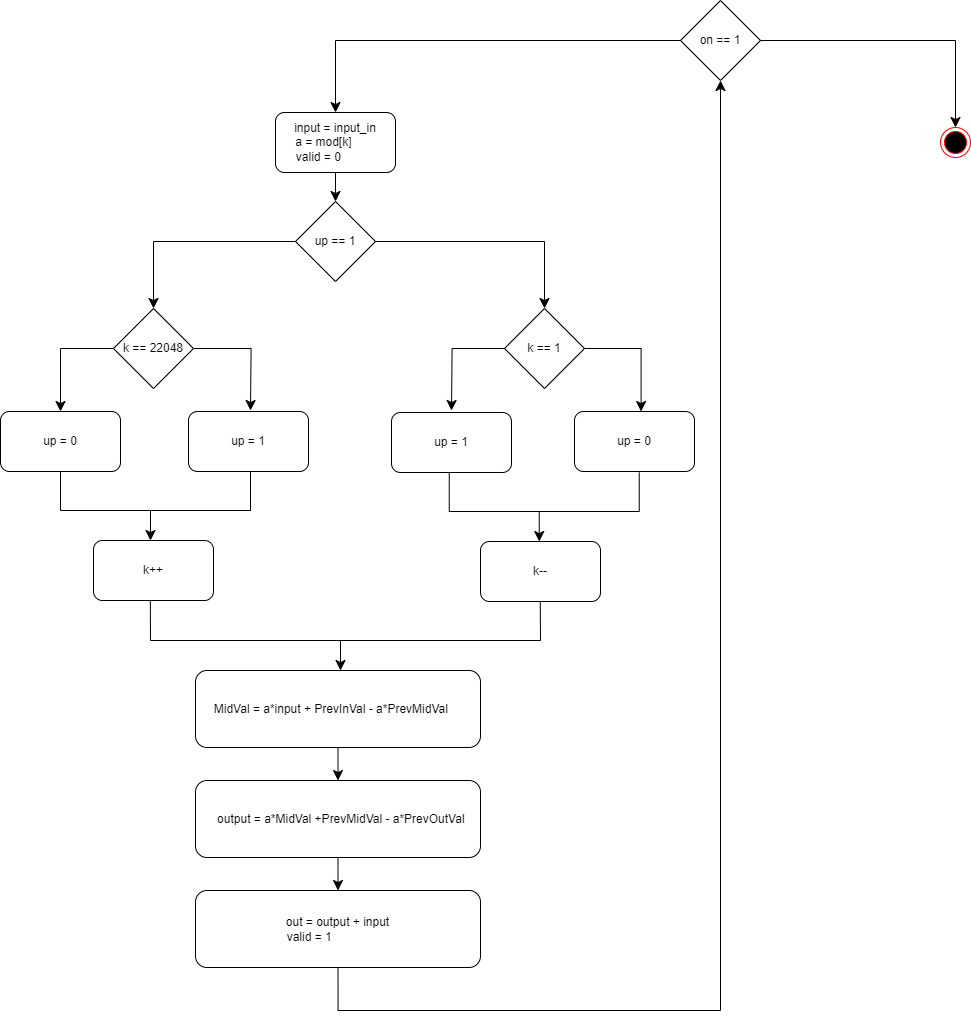 on == 1
input = input_in
a = mod[k]
valid = 0
up == 1
k == 22048
k == 1
up = 0
up = 1
up = 1
up = 0
k++
k--
MidVal = a*input + PrevInVal - a*PrevMidVal
output = a*MidVal +PrevMidVal - a*PrevOutVal
out = output + input
valid = 1